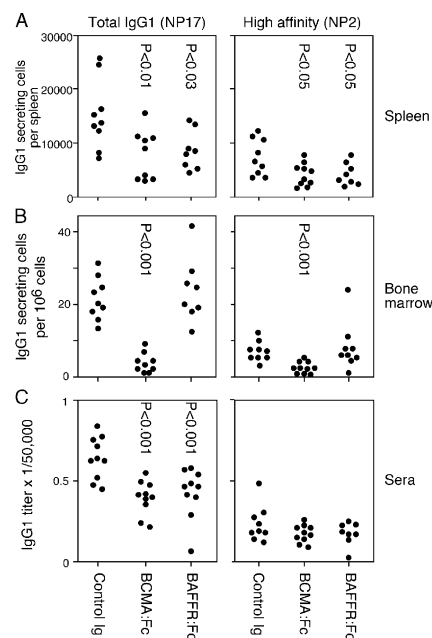 A
Total IgG1 (NP17)
High affinity (NP2)
IgG1 secreting cells
per spleen
30000
20000
10000
0
P<0.01
P<0.03
P<0.05
P<0.05
Spleen
B
IgG1 secreting cells
per 10⁶ cells
40
20
0
P<0.001
P<0.001
Bone
marrow
C
IgG1 titer x 1/50,000
1
0.5
0
P<0.001
P<0.001
Sera
Control Ig
BCMA:Fc
BAFFR:Fc
Control Ig
BCMA:Fc
BAFFR:Fc